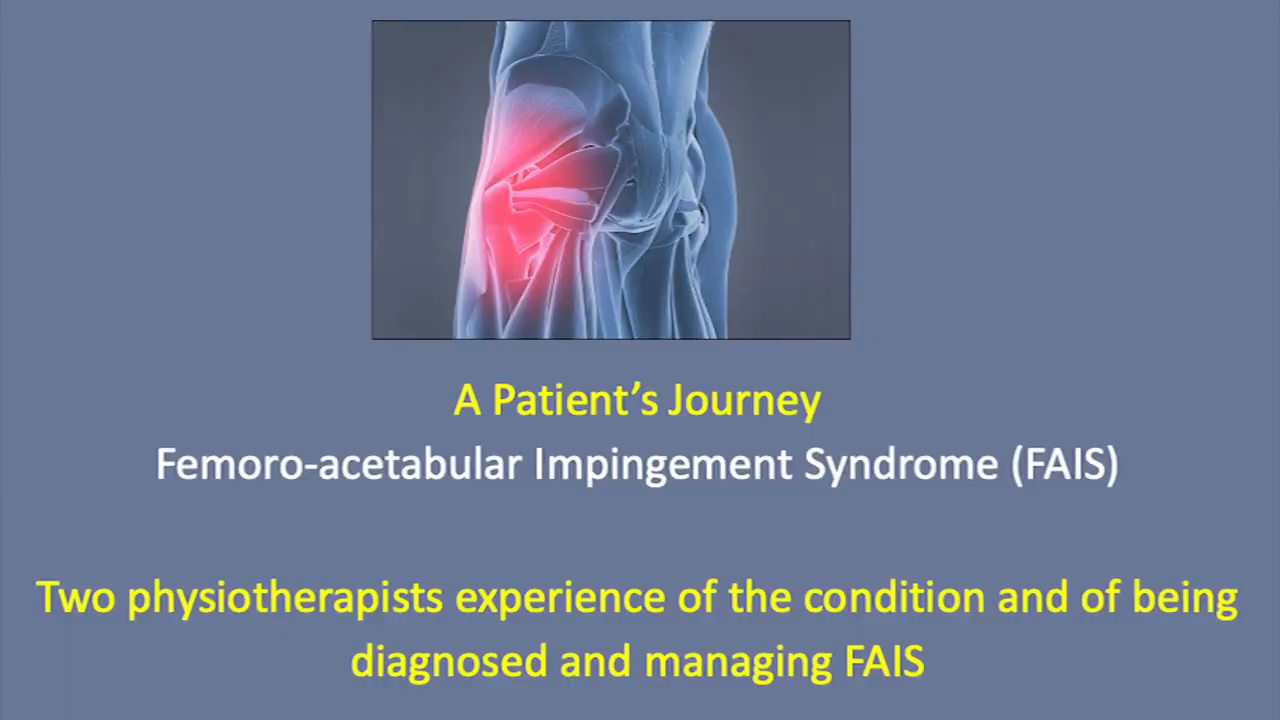 A Patient’s Journey
Femoro-acetabular Impingement Syndrome (FAIS)
Two physiotherapists experience of the condition and of being
diagnosed and managing FAIS